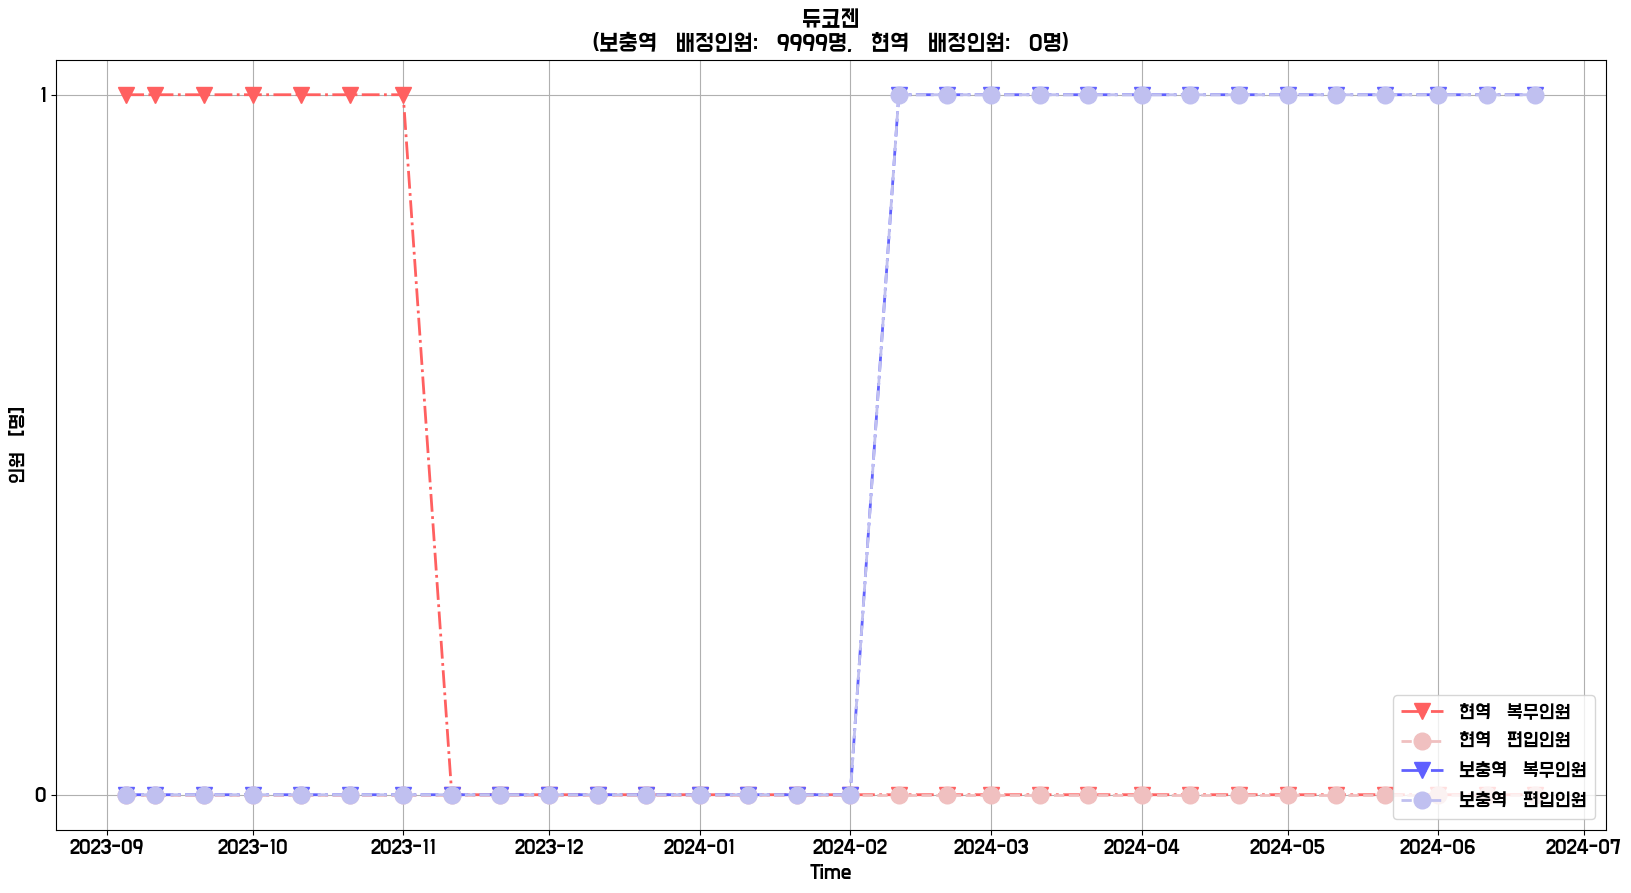 듀코젠
(보충역 배정인원: 9999명, 현역 배정인원: 0명)
1
0
인원 [명]
2023-09 2023-10 2023-11 2023-12 2024-01 2024-02 2024-03 2024-04 2024-05 2024-06 2024-07
Time
현역 복무인원
현역 편입인원
보충역 복무인원
보충역 편입인원